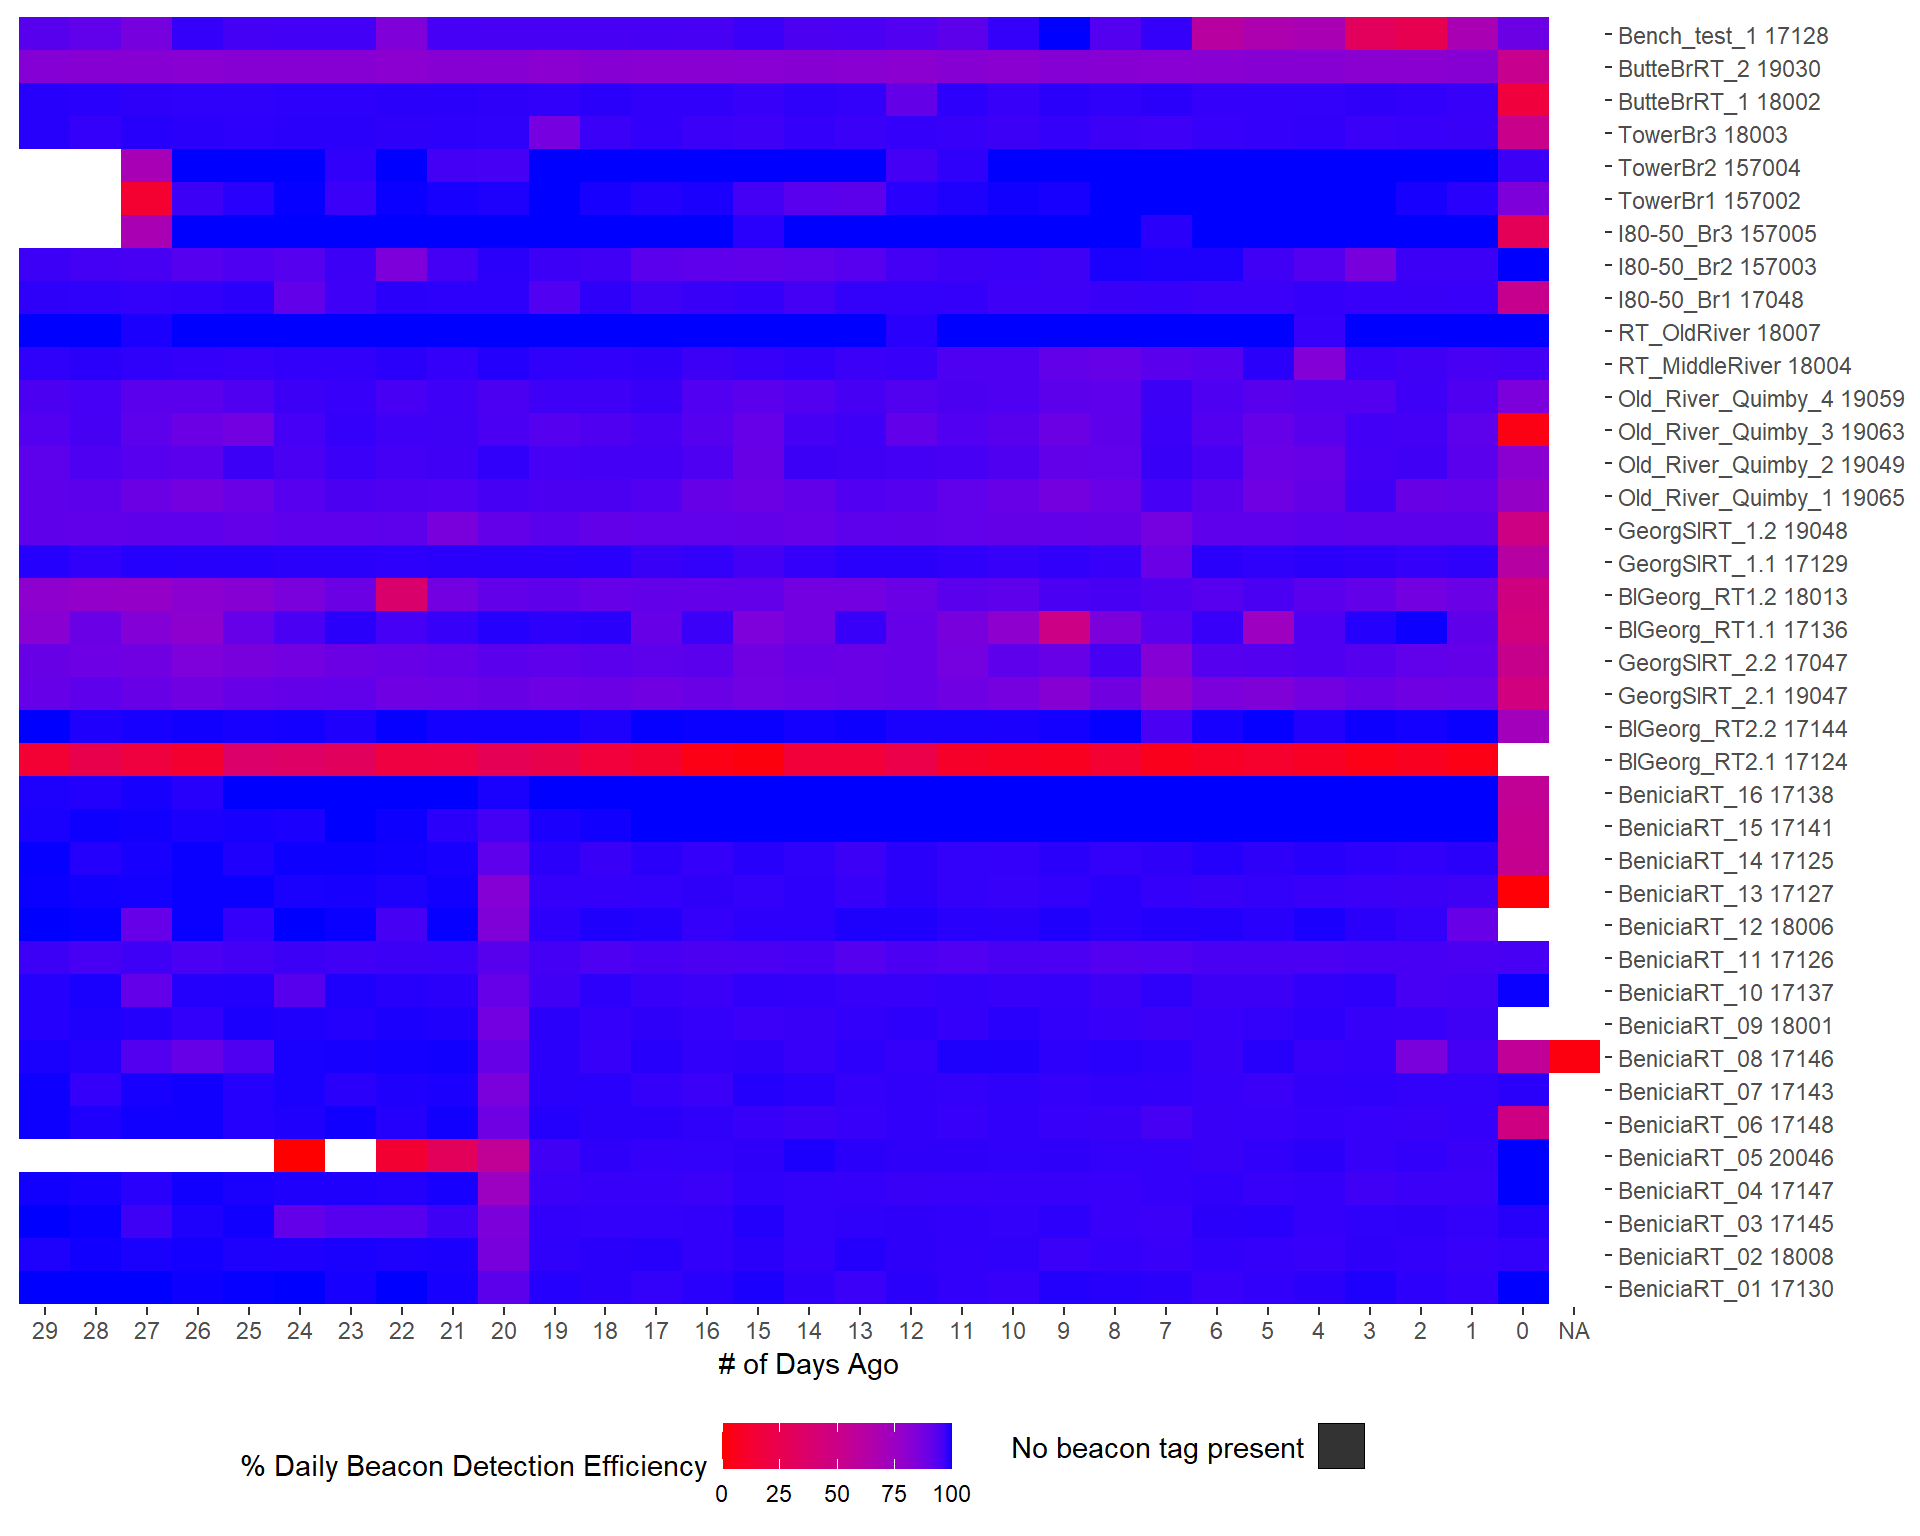 Bench_test_1 17128
ButteBrRT_2 19030
ButteBrRT_1 18002
TowerBr3 18003
TowerBr2 157004
TowerBr1 157002
I80-50_Br3 157005
I80-50_Br2 157003
I80-50_Br1 17048
RT_OldRiver 18007
RT_MiddleRiver 18004
Old_River_Quimby_4 19059
Old_River_Quimby_3 19063
Old_River_Quimby_2 19049
Old_River_Quimby_1 19065
GeorgSlRT_1.2 19048
GeorgSlRT_1.1 17129
BlGeorg_RT1.2 18013
BlGeorg_RT1.1 17136
GeorgSlRT_2.2 17047
GeorgSlRT_2.1 19047
BlGeorg_RT2.2 17144
BlGeorg_RT2.1 17124
BeniciaRT_16 17138
BeniciaRT_15 17141
BeniciaRT_14 17125
BeniciaRT_13 17127
BeniciaRT_12 18006
BeniciaRT_11 17126
BeniciaRT_10 17137
BeniciaRT_09 18001
BeniciaRT_08 17146
BeniciaRT_07 17143
BeniciaRT_06 17148
BeniciaRT_05 20046
BeniciaRT_04 17147
BeniciaRT_03 17145
BeniciaRT_02 18008
BeniciaRT_01 17130
29 28 27 26 25 24 23 22 21 20 19 18 17 16 15 14 13 12 11 10 9 8 7 6 5 4 3 2 1 0 NA
# of Days Ago
% Daily Beacon Detection Efficiency
0 25 50 75 100
No beacon tag present